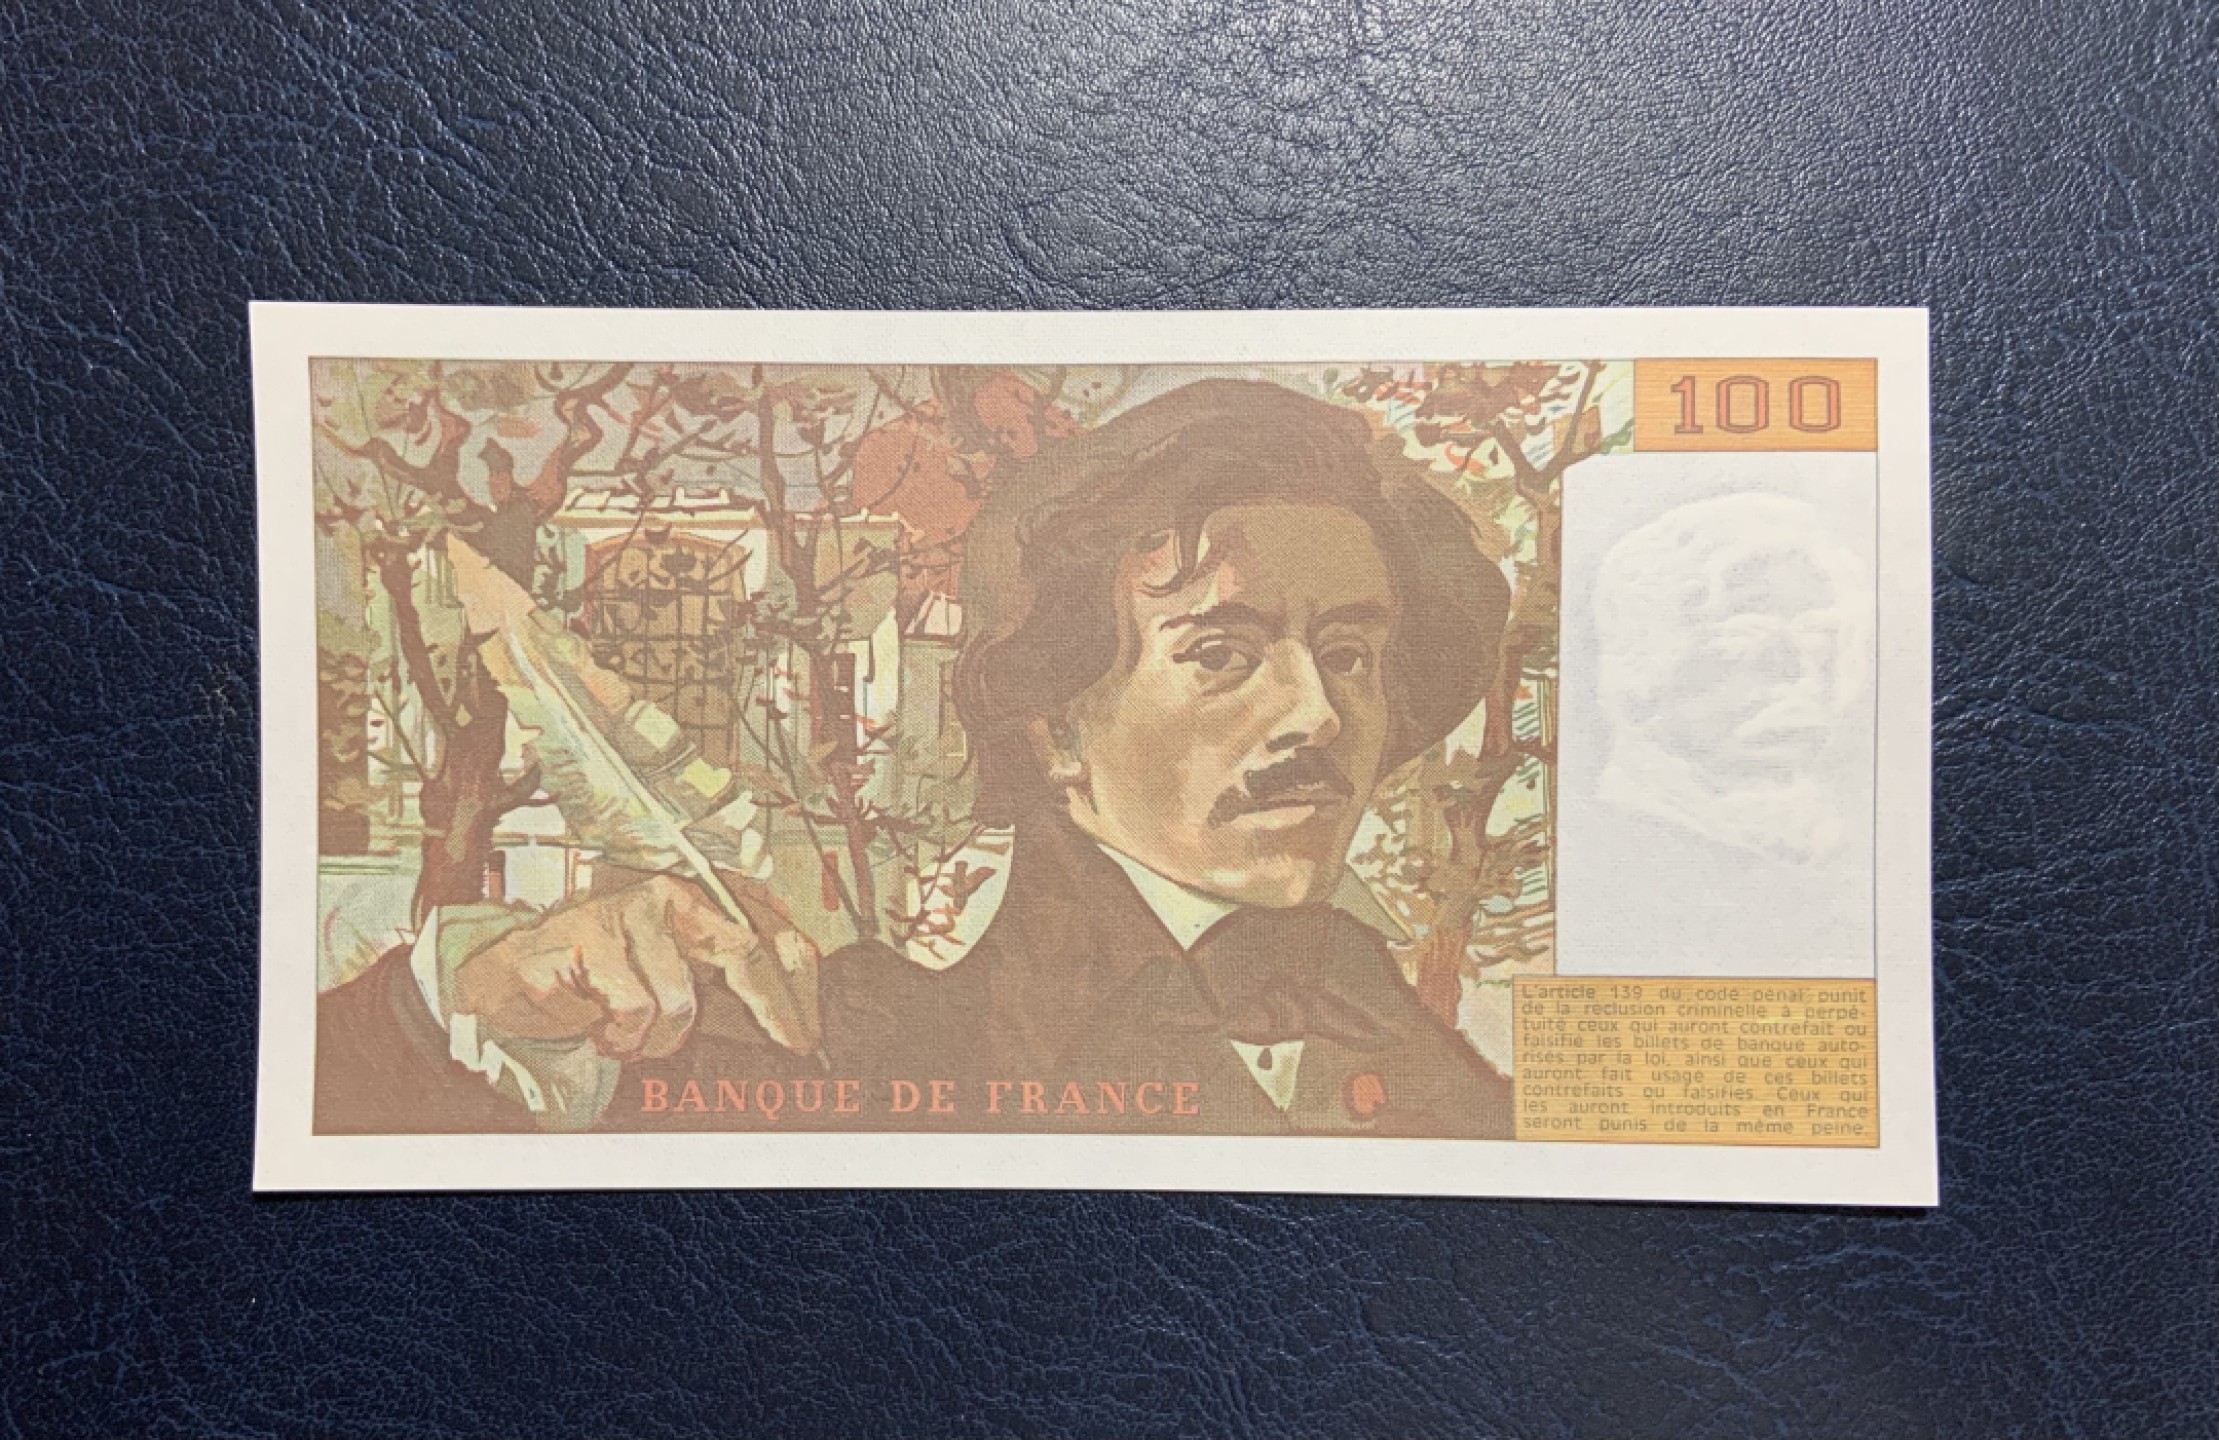 100
L'article 139 du code pénal punit
de la réclusion criminelle à perpé-
tuité ceux qui auront contrefait ou
falsifié les billets de banque auto-
risés par la loi, ainsi que ceux qui
auront fait usage de ces billets
contrefaits ou falsifiés. Ceux qui
les auront introduits en France
seront punis de la même peine.
BANQUE DE FRANCE